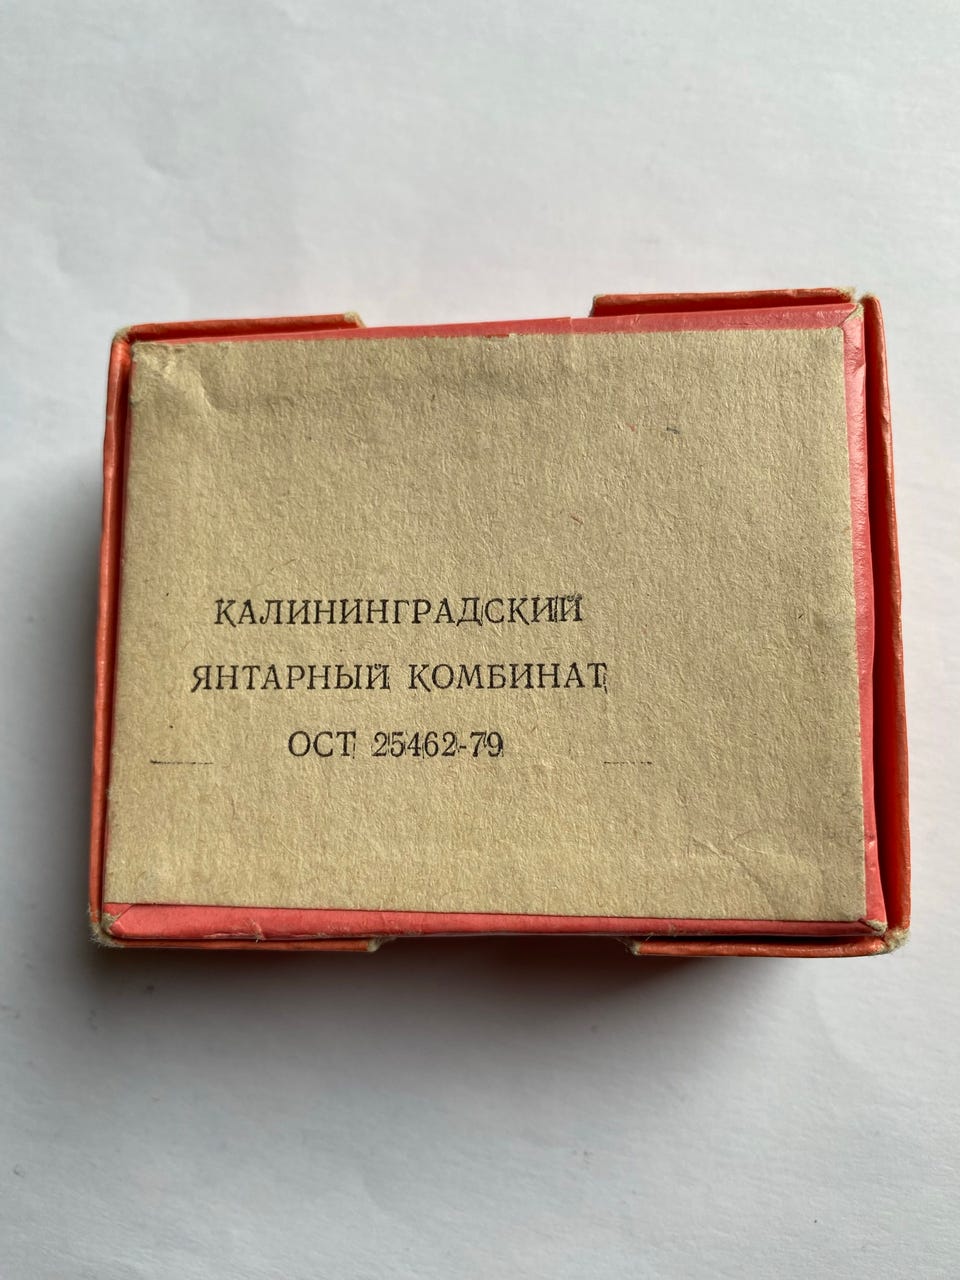 КАЛИНИНГРАДСКИЙ
ЯНТАРНЫЙ КОМБИНАТ
ОСТ 25462-79